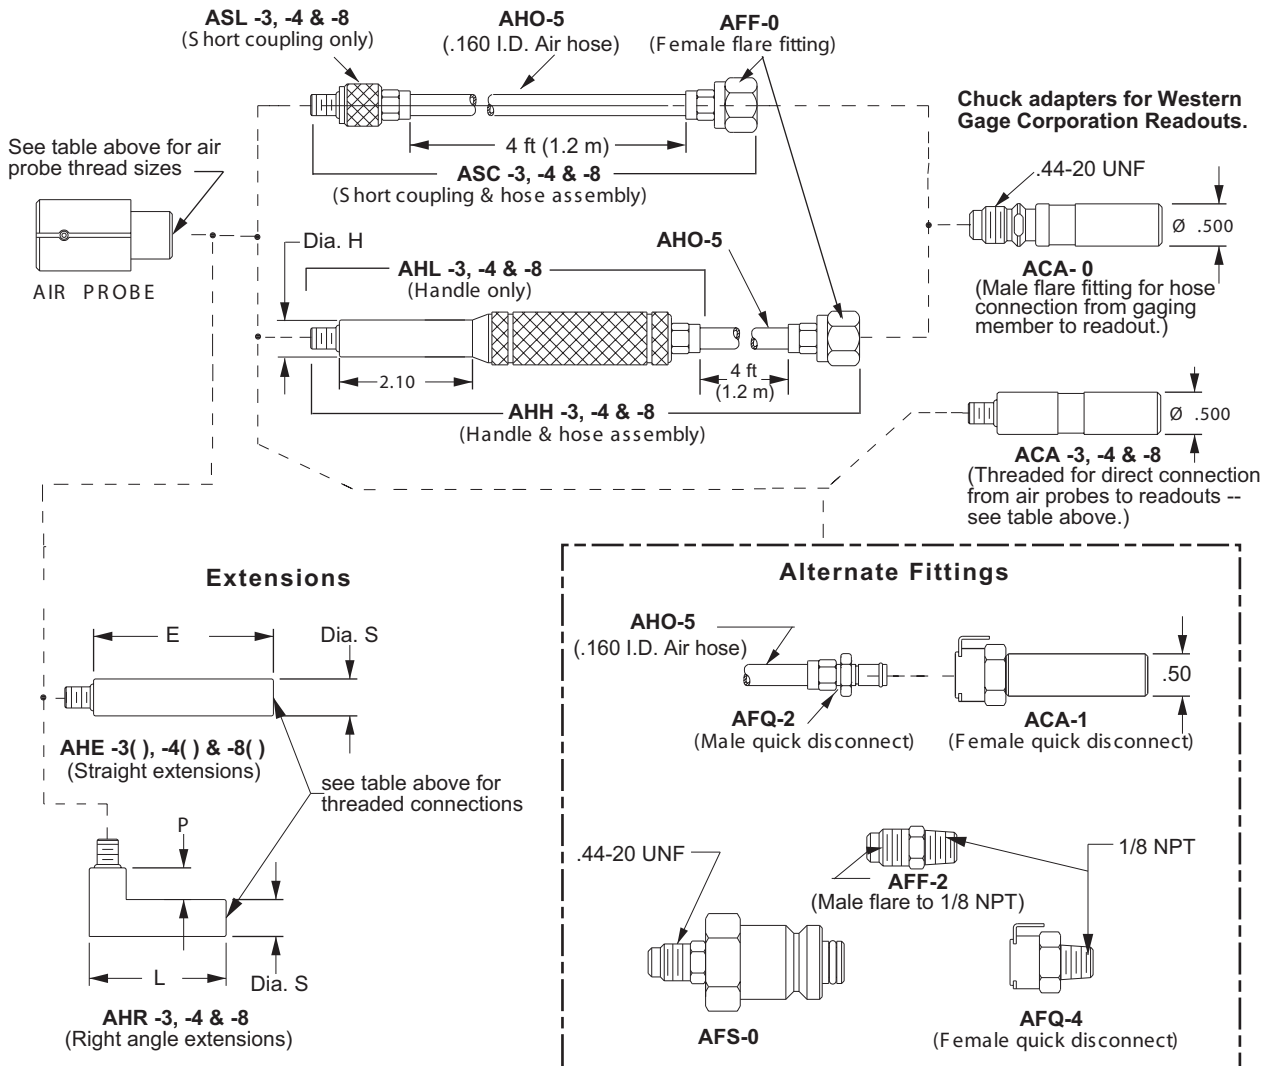 ASL -3, -4 & -8
(Short coupling only)
AHO-5
(.160 I.D. Air hose)
AFF-0
(Female flare fitting)
Chuck adapters for Western
Gage Corporation Readouts.
See table above for air
probe thread sizes
AIR PROBE
4 ft (1.2 m)
ASC -3, -4 & -8
(Short coupling & hose assembly)
.44-20 UNF
Ø .500
ACA- 0
(Male flare fitting for hose
connection from gaging
member to readout.)
Dia. H
AHL -3, -4 & -8
(Handle only)
AHO-5
2.10
4 ft
(1.2 m)
AHH -3, -4 & -8
(Handle & hose assembly)
Ø .500
ACA -3, -4 & -8
(Threaded for direct connection
from air probes to readouts --
see table above.)
Extensions
E
Dia. S
AHE -3( ), -4( ) & -8( )
(Straight extensions)
see table above for
threaded connections
P
L
Dia. S
AHR -3, -4 & -8
(Right angle extensions)
Alternate Fittings
AHO-5
(.160 I.D. Air hose)
AFQ-2
(Male quick disconnect)
.50
ACA-1
(Female quick disconnect)
.44-20 UNF
AFF-2
(Male flare to 1/8 NPT)
1/8 NPT
AFS-0
AFQ-4
(Female quick disconnect)